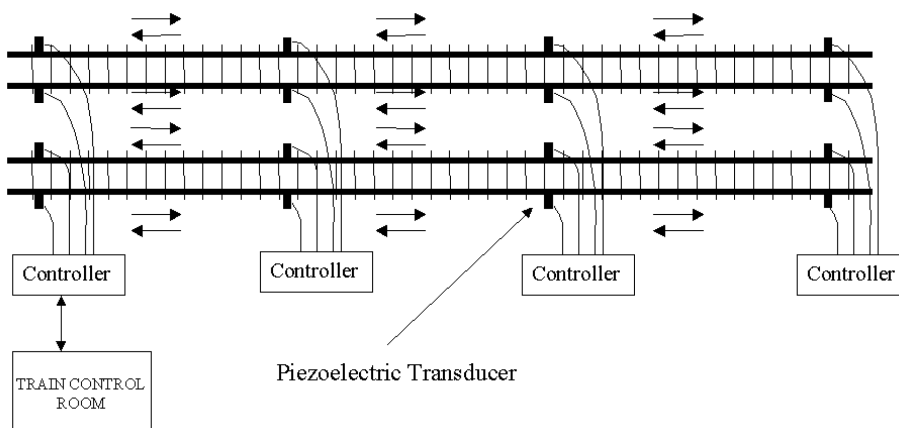 Controller
Controller
Controller
Controller
Piezoelectric Transducer
TRAIN CONTROL
ROOM